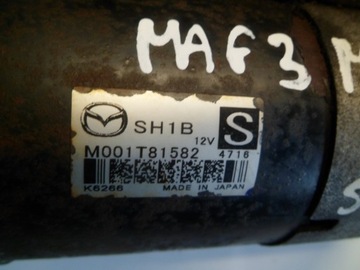 MAF3 M
SH1B 12V S
M001T81582 4716
K6266 MADE IN JAPAN
S